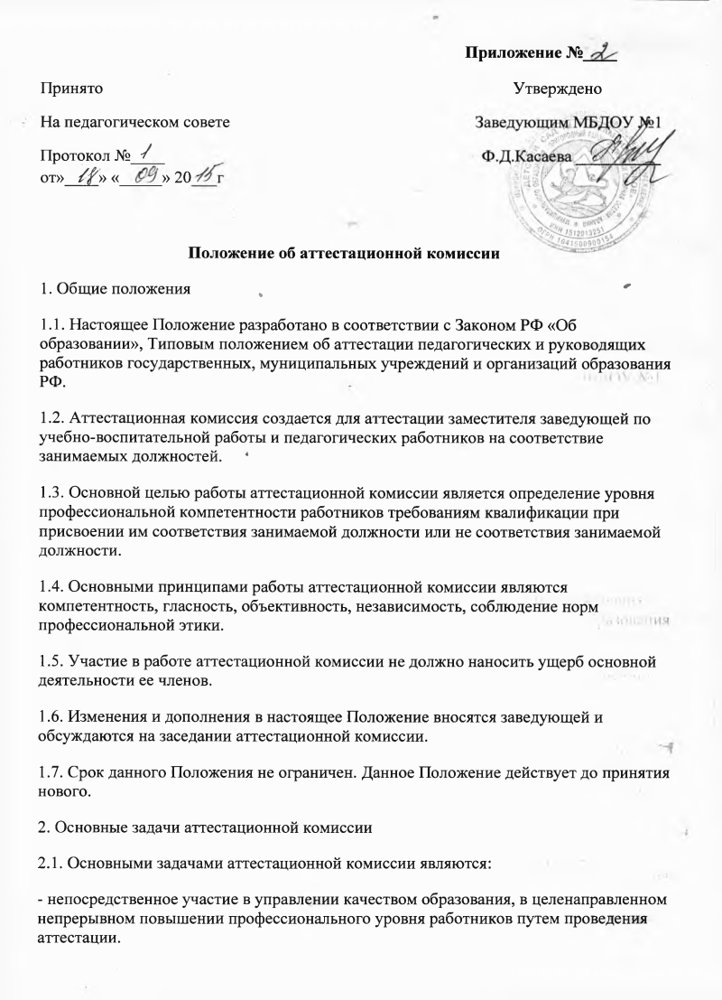 Приложение № 2
Принято Утверждено
На педагогическом совете Заведующим МБДОУ №1
Протокол № 1 Ф.Д.Касаева
от» 18 » « 09 » 20 15 г
ИНН 1512013251
ОГРН 1041500900154
Положение об аттестационной комиссии
1. Общие положения
1.1. Настоящее Положение разработано в соответствии с Законом РФ «Об
образовании», Типовым положением об аттестации педагогических и руководящих
работников государственных, муниципальных учреждений и организаций образования
РФ.
1.2. Аттестационная комиссия создается для аттестации заместителя заведующей по
учебно-воспитательной работы и педагогических работников на соответствие
занимаемых должностей.
1.3. Основной целью работы аттестационной комиссии является определение уровня
профессиональной компетентности работников требованиям квалификации при
присвоении им соответствия занимаемой должности или не соответствия занимаемой
должности.
1.4. Основными принципами работы аттестационной комиссии являются
компетентность, гласность, объективность, независимость, соблюдение норм
профессиональной этики.
1.5. Участие в работе аттестационной комиссии не должно наносить ущерб основной
деятельности ее членов.
1.6. Изменения и дополнения в настоящее Положение вносятся заведующей и
обсуждаются на заседании аттестационной комиссии.
1.7. Срок данного Положения не ограничен. Данное Положение действует до принятия
нового.
2. Основные задачи аттестационной комиссии
2.1. Основными задачами аттестационной комиссии являются:
- непосредственное участие в управлении качеством образования, в целенаправленном
непрерывном повышении профессионального уровня работников путем проведения
аттестации.